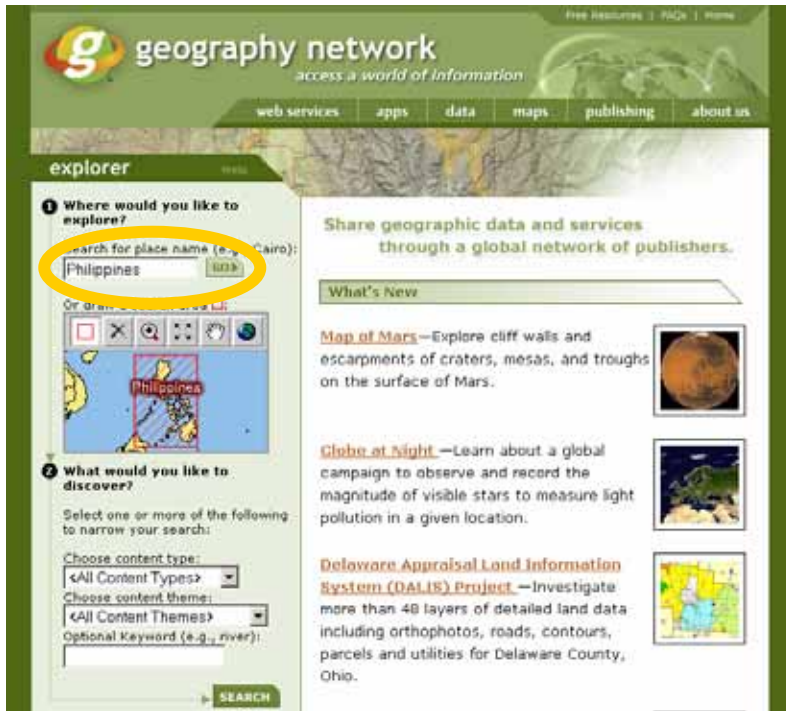 Free Resources | FAQs | Home
g geography network
access a world of information
web services apps data maps publishing about us
explorer
1 Where would you like to
explore?
Search for place name (e.g., Cairo):
Philippines GO
Or draw a search area
Philippines
2 What would you like to
discover?
Select one or more of the following
to narrow your search:
Choose content type:
<All Content Types>
Choose content theme:
<All Content Themes>
Optional Keyword (e.g., river):
SEARCH
Share geographic data and services
through a global network of publishers.
What's New
Map of Mars—Explore cliff walls and
escarpments of craters, mesas, and troughs
on the surface of Mars.
Globe at Night —Learn about a global
campaign to observe and record the
magnitude of visible stars to measure light
pollution in a given location.
Delaware Appraisal Land Information
System (DALIS) Project —Investigate
more than 48 layers of detailed land data
including orthophotos, roads, contours,
parcels and utilities for Delaware County,
Ohio.